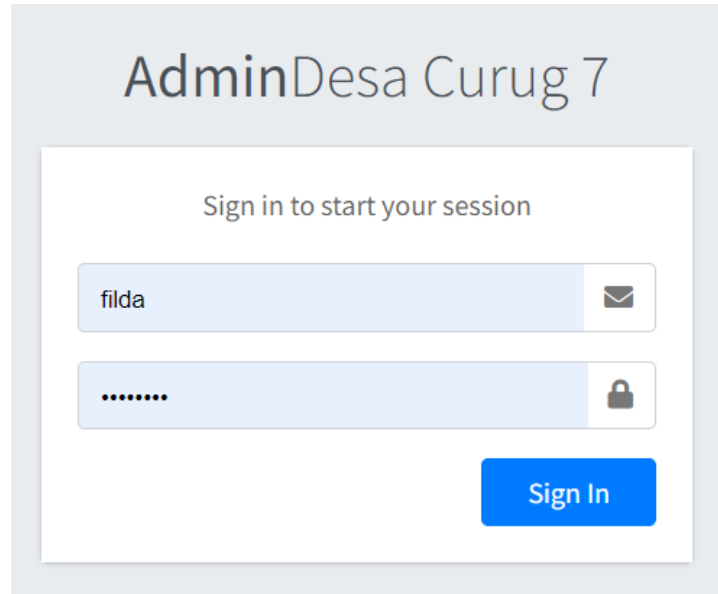 AdminDesa Curug 7
Sign in to start your session
filda
••••••••
Sign In